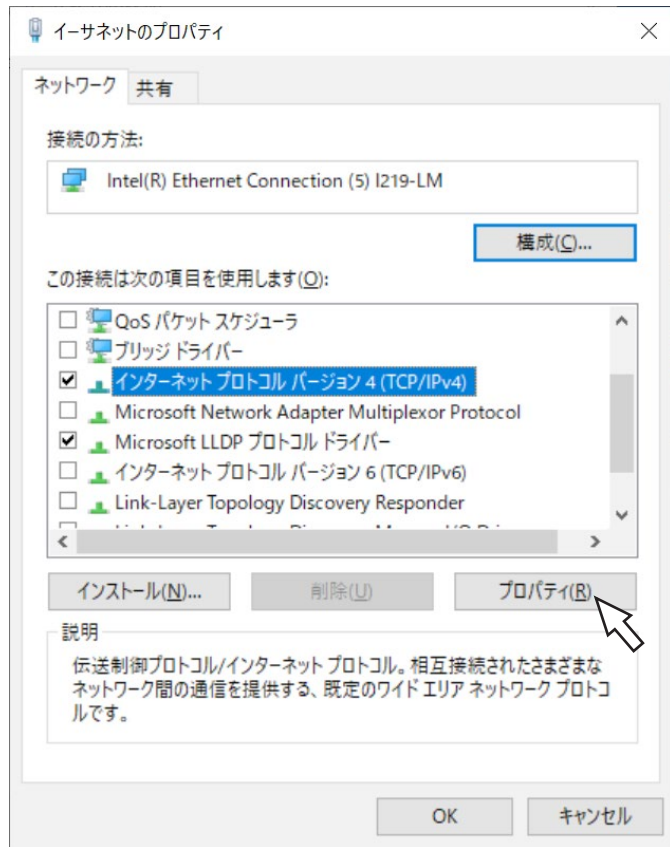 イーサネットのプロパティ
ネットワーク 共有
接続の方法:
Intel(R) Ethernet Connection (5) I219-LM
構成(C)...
この接続は次の項目を使用します(O):
QoS パケット スケジューラ
ブリッジ ドライバー
インターネット プロトコル バージョン 4 (TCP/IPv4)
Microsoft Network Adapter Multiplexor Protocol
Microsoft LLDP プロトコル ドライバー
インターネット プロトコル バージョン 6 (TCP/IPv6)
Link-Layer Topology Discovery Responder
インストール(N)... 削除(U) プロパティ(R)
説明
伝送制御プロトコル/インターネット プロトコル。相互接続されたさまざまな
ネットワーク間の通信を提供する、既定のワイド エリア ネットワーク プロトコ
ルです。
OK キャンセル